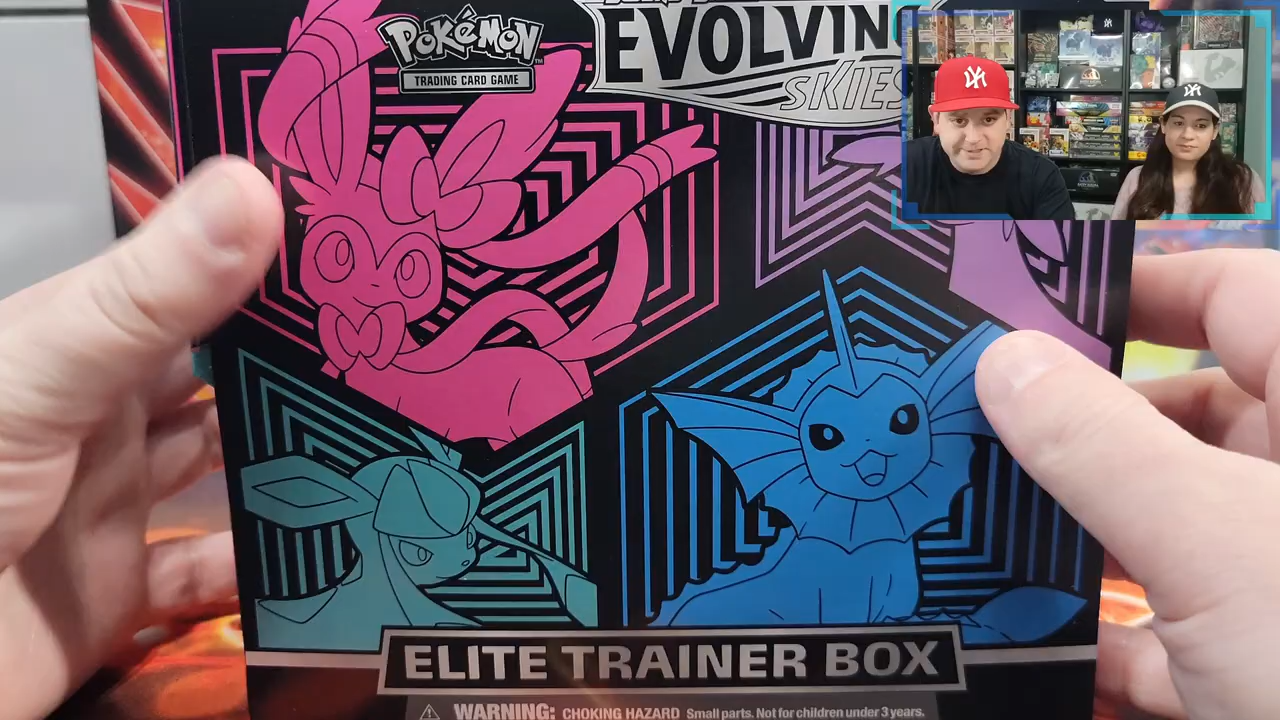 Pokémon
TRADING CARD GAME
EVOLVING
SKIES
ELITE TRAINER BOX
WARNING: CHOKING HAZARD Small parts. Not for children under 3 years.